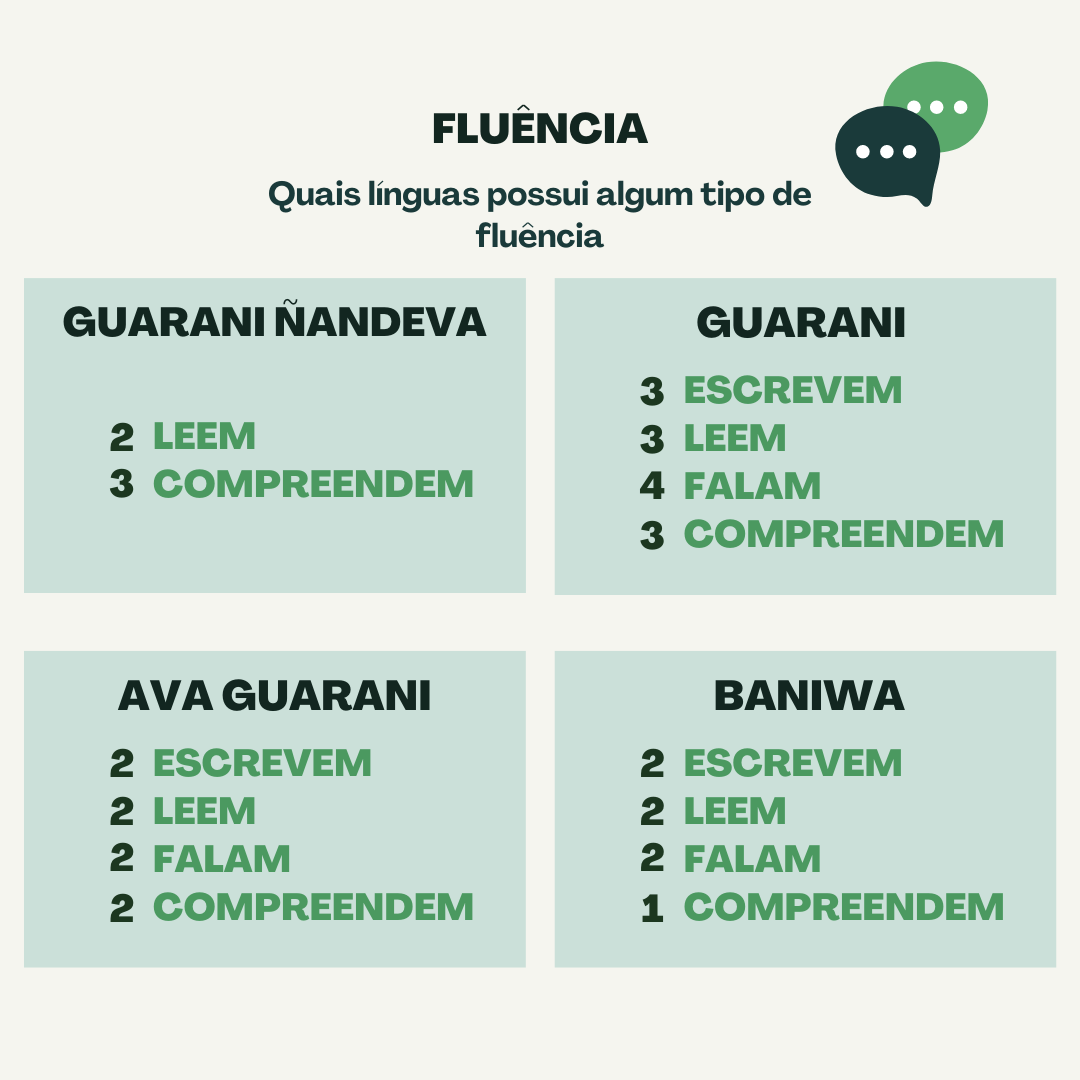 FLUÊNCIA
Quais línguas possui algum tipo de
fluência
GUARANI ÑANDEVA
2 LEEM
3 COMPREENDEM
GUARANI
3 ESCREVEM
3 LEEM
4 FALAM
3 COMPREENDEM
AVA GUARANI
2 ESCREVEM
2 LEEM
2 FALAM
2 COMPREENDEM
BANIWA
2 ESCREVEM
2 LEEM
2 FALAM
1 COMPREENDEM